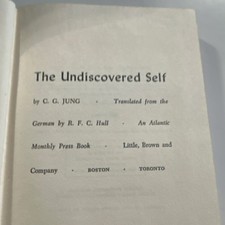 The Undiscovered Self
by C. G. JUNG · Translated from the
German by R. F. C. Hull · An Atlantic
Monthly Press Book · Little, Brown and
Company · BOSTON · TORONTO